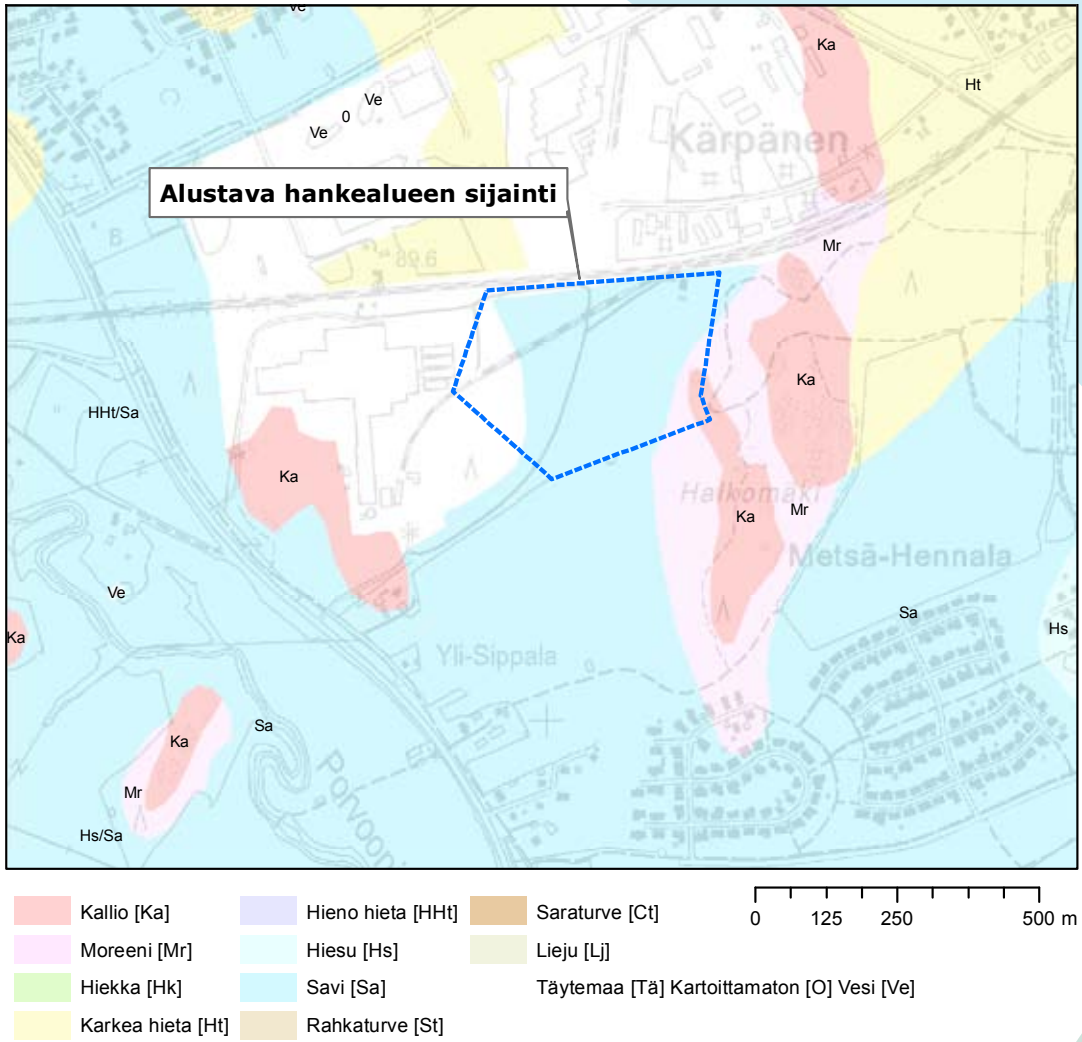 Ve
Ka
Ht
Ve
0
Ve
Kärpänen
Alustava hankealueen sijainti
Mr
89.6
Ka
HHt/Sa
Ka
Halkomäki
Mr
Ka
Metsä-Hennala
Ve
Sa
Hs
Ka
Yli-Sippala
Sa
Ka
Porvoonj
Mr
Hs/Sa
Kallio [Ka]
Hieno hieta [HHt]
Saraturve [Ct]
0 125 250 500 m
Moreeni [Mr]
Hiesu [Hs]
Lieju [Lj]
Hiekka [Hk]
Savi [Sa]
Täytemaa [Tä] Kartoittamaton [O] Vesi [Ve]
Karkea hieta [Ht]
Rahkaturve [St]